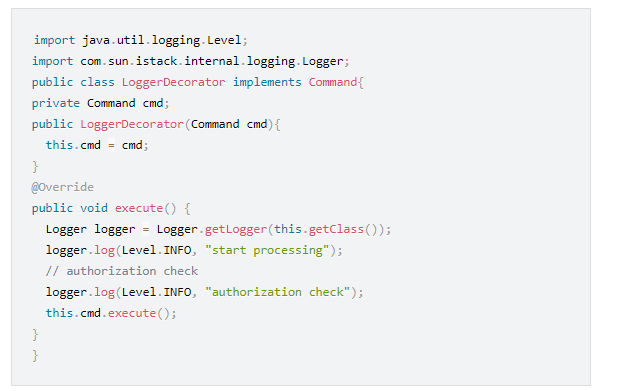 import java.util.logging.Level;
import com.sun.istack.internal.logging.Logger;
public class LoggerDecorator implements Command{
private Command cmd;
public LoggerDecorator(Command cmd){
  this.cmd = cmd;
}
@Override
public void execute() {
  Logger logger = Logger.getLogger(this.getClass());
  logger.log(Level.INFO, "start processing");
  // authorization check
  logger.log(Level.INFO, "authorization check");
  this.cmd.execute();
}
}